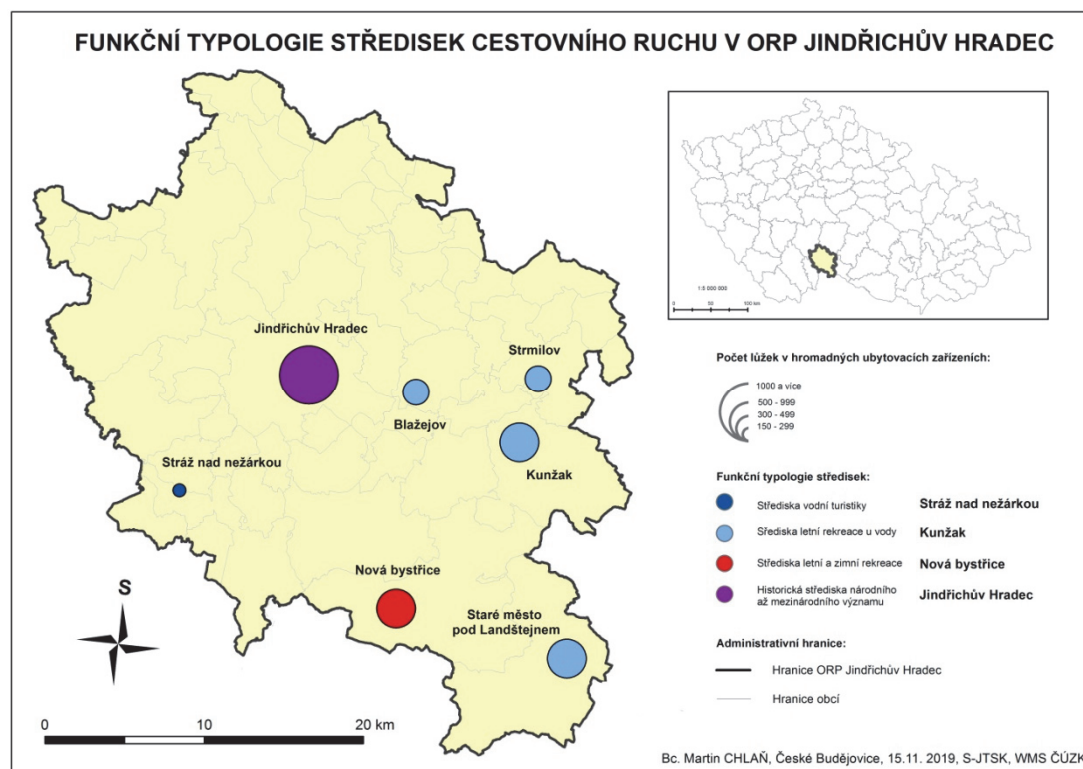 FUNKČNÍ TYPOLOGIE STŘEDISEK CESTOVNÍHO RUCHU V ORP JINDŘICHŮV HRADEC
Jindřichův Hradec
Strmilov
Blažejov
Kunžak
Stráž nad nežárkou
Nová bystřice
Staré město
pod Landštejnem
S
0 10 20 km
1:5 000 000
0 50 100 km
Počet lůžek v hromadných ubytovacích zařízeních:
1000 a více
500 - 999
300 - 499
150 - 299
Funkční typologie středisek:
Střediska vodní turistiky Stráž nad nežárkou
Sřediska letní rekreace u vody Kunžak
Střediska letní a zimní rekreace Nová bystřice
Historická střediska národního
až mezinárodního významu Jindřichův Hradec
Administrativní hranice:
Hranice ORP Jindřichův Hradec
Hranice obcí
Bc. Martin CHLAŇ, České Budějovice, 15.11. 2019, S-JTSK, WMS ČÚZK